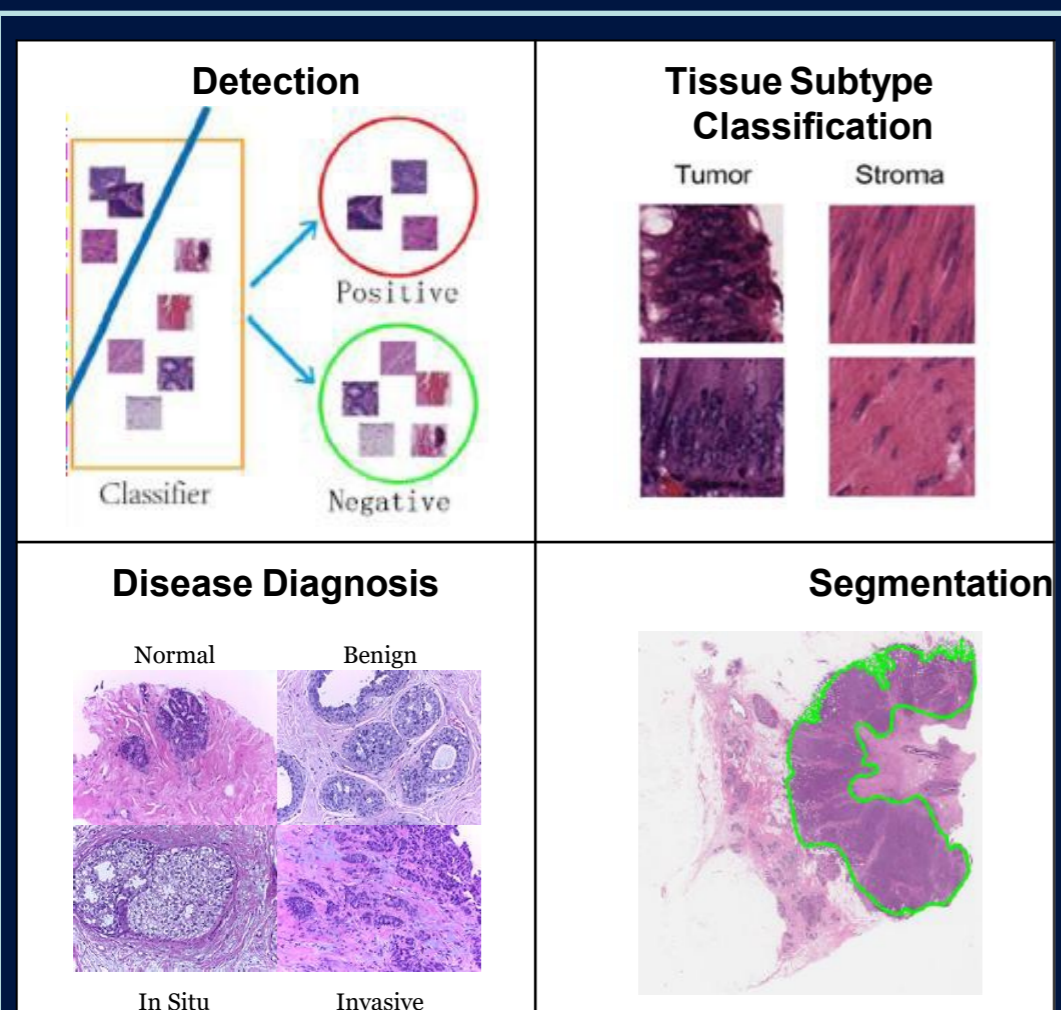 Detection
Positive
Classifier
Negative
Tissue Subtype
Classification
Tumor
Stroma
Disease Diagnosis
Normal
Benign
In Situ
Invasive
Segmentation